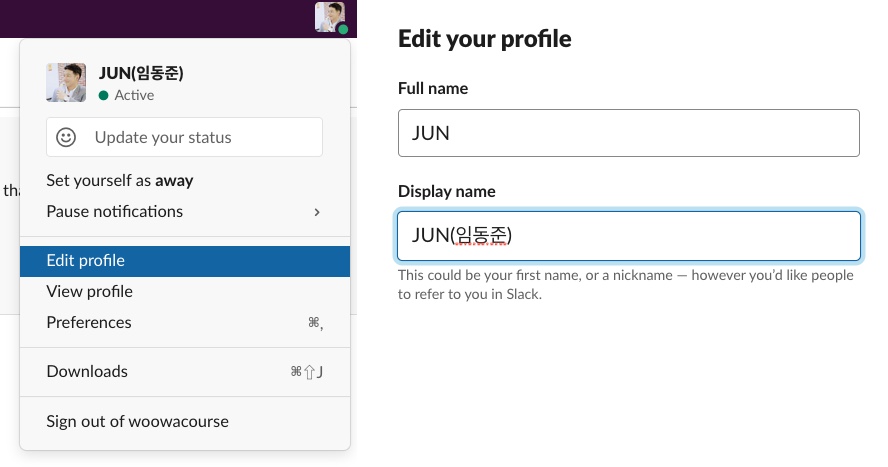 JUN(임동준)
Active
Update your status
Set yourself as away
Pause notifications
Edit profile
View profile
Preferences ⌘,
Downloads ⌘⇧J
Sign out of woowacourse
Edit your profile
Full name
JUN
Display name
JUN(임동준)
This could be your first name, or a nickname — however you’d like people
to refer to you in Slack.